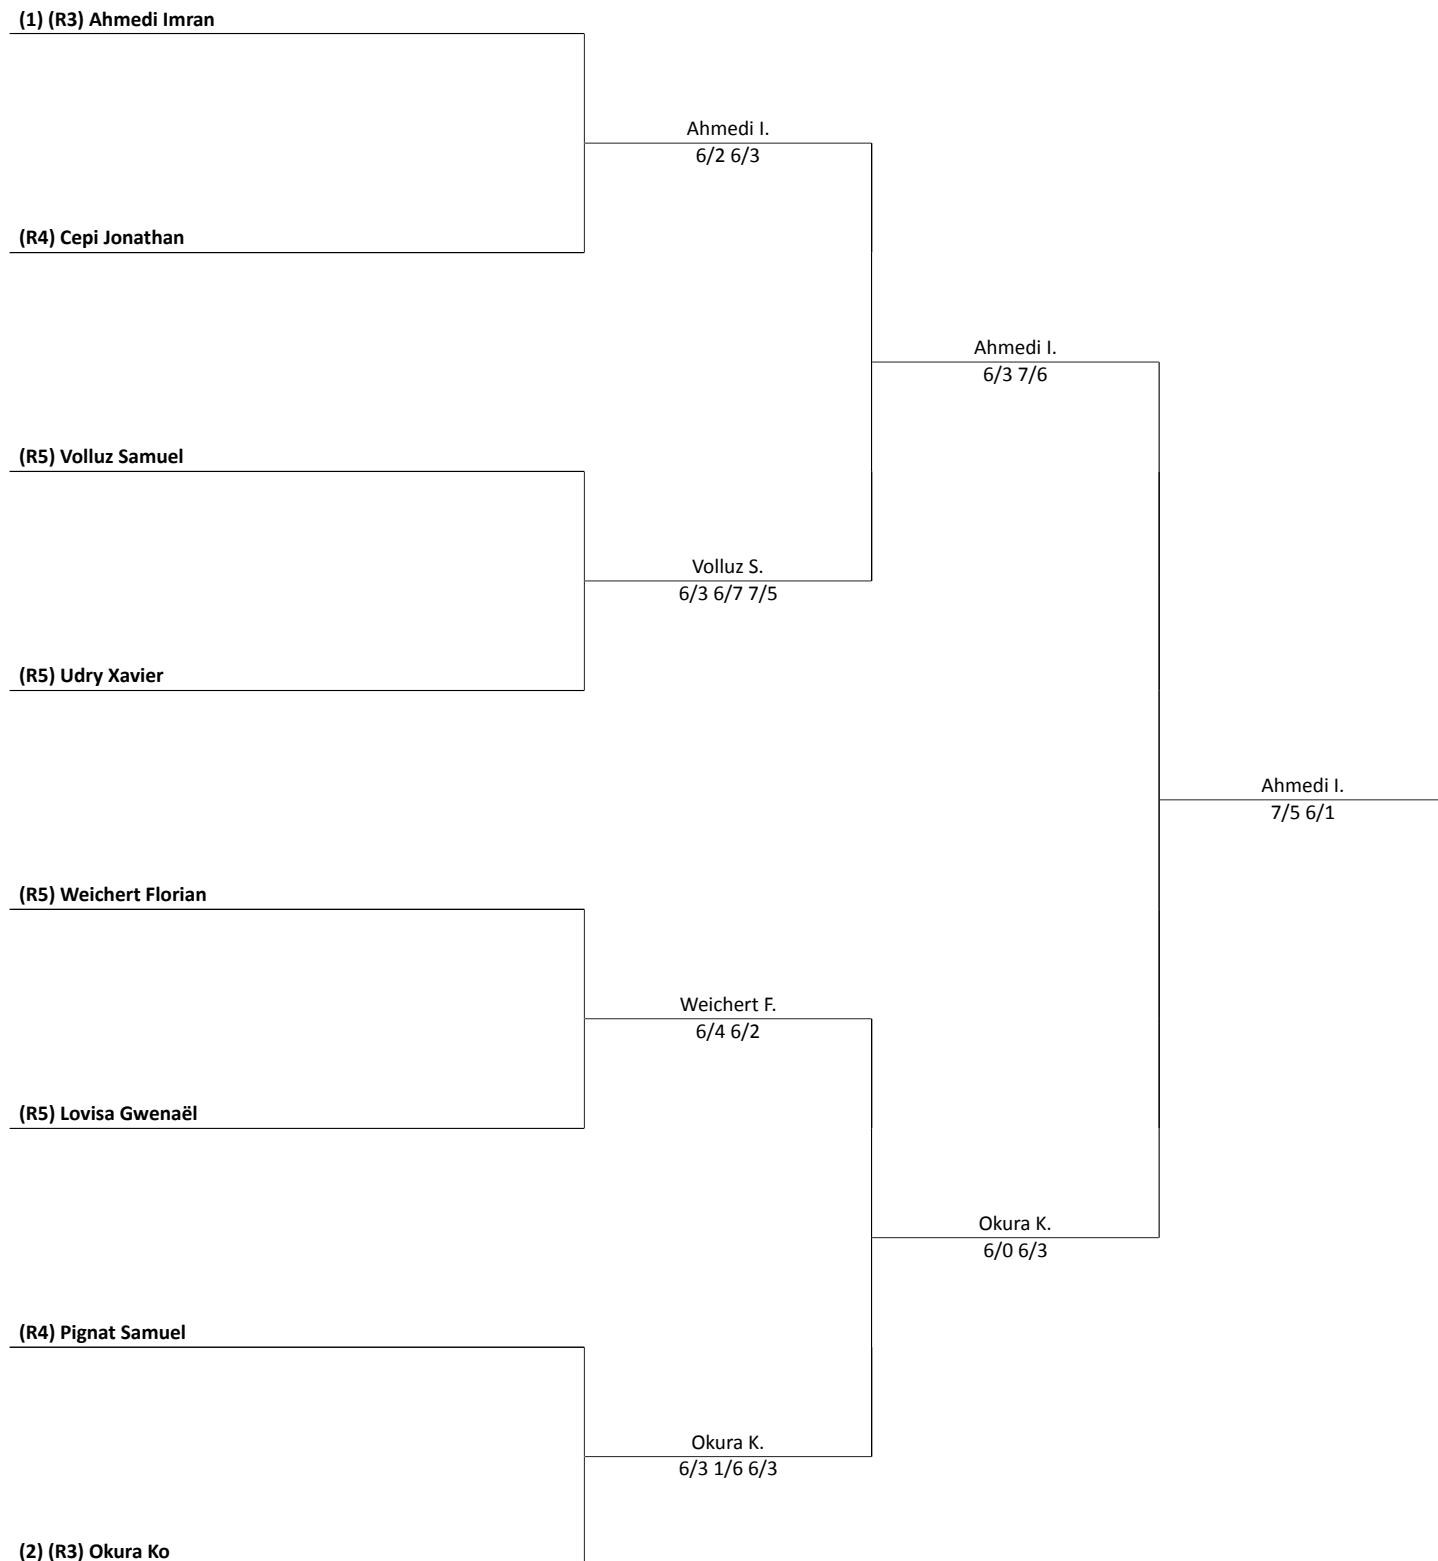 (1) (R3) Ahmedi Imran
Ahmedi I.
6/2 6/3
(R4) Cepi Jonathan
Ahmedi I.
6/3 7/6
(R5) Volluz Samuel
Volluz S.
6/3 6/7 7/5
(R5) Udry Xavier
Ahmedi I.
7/5 6/1
(R5) Weichert Florian
Weichert F.
6/4 6/2
(R5) Lovisa Gwenaël
Okura K.
6/0 6/3
(R4) Pignat Samuel
Okura K.
6/3 1/6 6/3
(2) (R3) Okura Ko